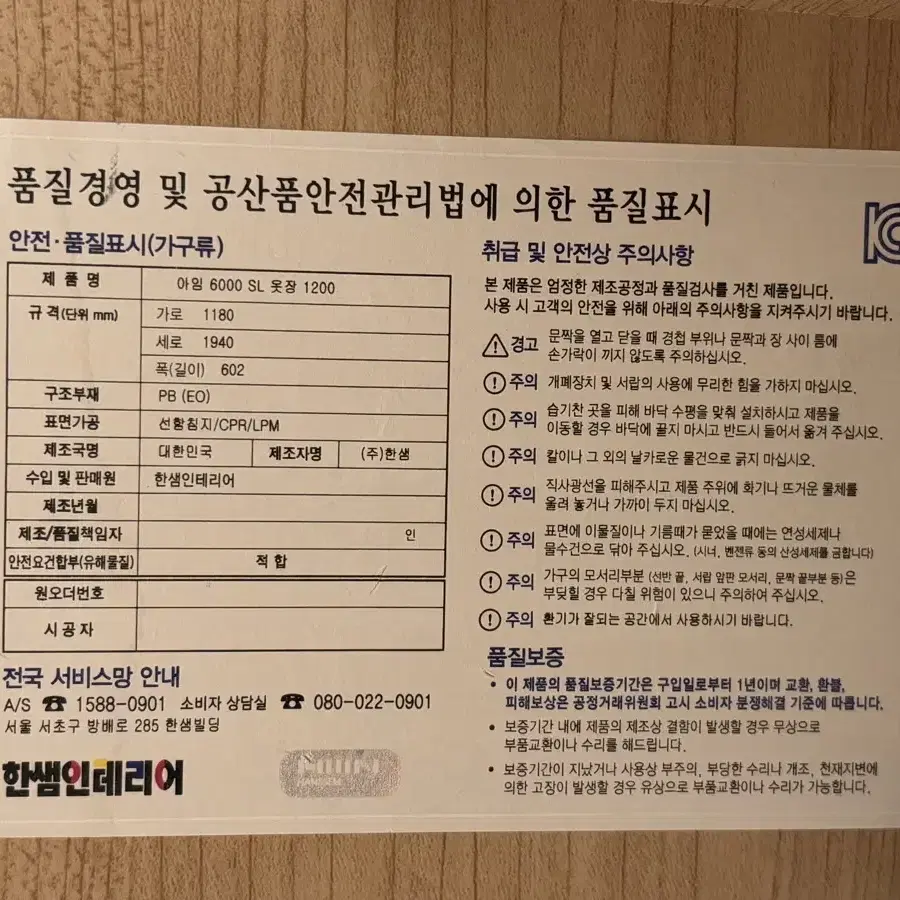 품질경영 및 공산품안전관리법에 의한 품질표시
안전·품질표시(가구류)
제 품 명 아임 6000 SL 옷장 1200
규 격(단위 mm) 가로 1180
세로 1940
폭(길이) 602
구조부재 PB (EO)
표면가공 선항침지/CPR/LPM
제조국명 대한민국 제조자명 (주)한샘
수입 및 판매원 한샘인테리어
제조년월
제조/품질책임자 인
안전요건합부(유해물질) 적 합
원오더번호
시 공 자
전국 서비스망 안내
A/S ☎ 1588-0901 소비자 상담실 ☎ 080-022-0901
서울 서초구 방배로 285 한샘빌딩
한샘인테리어
취급 및 안전상 주의사항
본 제품은 엄정한 제조공정과 품질검사를 거친 제품입니다.
사용 시 고객의 안전을 위해 아래의 주의사항을 지켜주시기 바랍니다.
경고 문짝을 열고 닫을 때 경첩 부위나 문짝과 장 사이 틈에
손가락이 끼지 않도록 주의하십시오.
주의 개폐장치 및 서랍의 사용에 무리한 힘을 가하지 마십시오.
주의 습기찬 곳을 피해 바닥 수평을 맞춰 설치하시고 제품을
이동할 경우 바닥에 끌지 마시고 반드시 들어서 옮겨 주십시오.
주의 칼이나 그 외의 날카로운 물건으로 긁지 마십시오.
주의 직사광선을 피해주시고 제품 주위에 화기나 뜨거운 물체를
올려 놓거나 가까이 두지 마십시오.
주의 표면에 이물질이나 기름때가 묻었을 때에는 연성세제나
물수건으로 닦아 주십시오. (시너, 벤젠류 등의 산성세제를 금합니다)
주의 가구의 모서리부분 (선반 끝, 서랍 앞판 모서리, 문짝 끝부분 등)은
부딪힐 경우 다칠 위험이 있으니 주의하여 주십시오.
주의 환기가 잘되는 공간에서 사용하시기 바랍니다.
품질보증
• 이 제품의 품질보증기간은 구입일로부터 1년이며 교환, 환불,
피해보상은 공정거래위원회 고시 소비자 분쟁해결 기준에 따릅니다.
• 보증기간 내에 제품의 제조상 결함이 발생할 경우 무상으로
부품교환이나 수리를 해드립니다.
• 보증기간이 지났거나 사용상 부주의, 부당한 수리나 개조, 천재지변에
의한 고장이 발생할 경우 유상으로 부품교환이나 수리가 가능합니다.